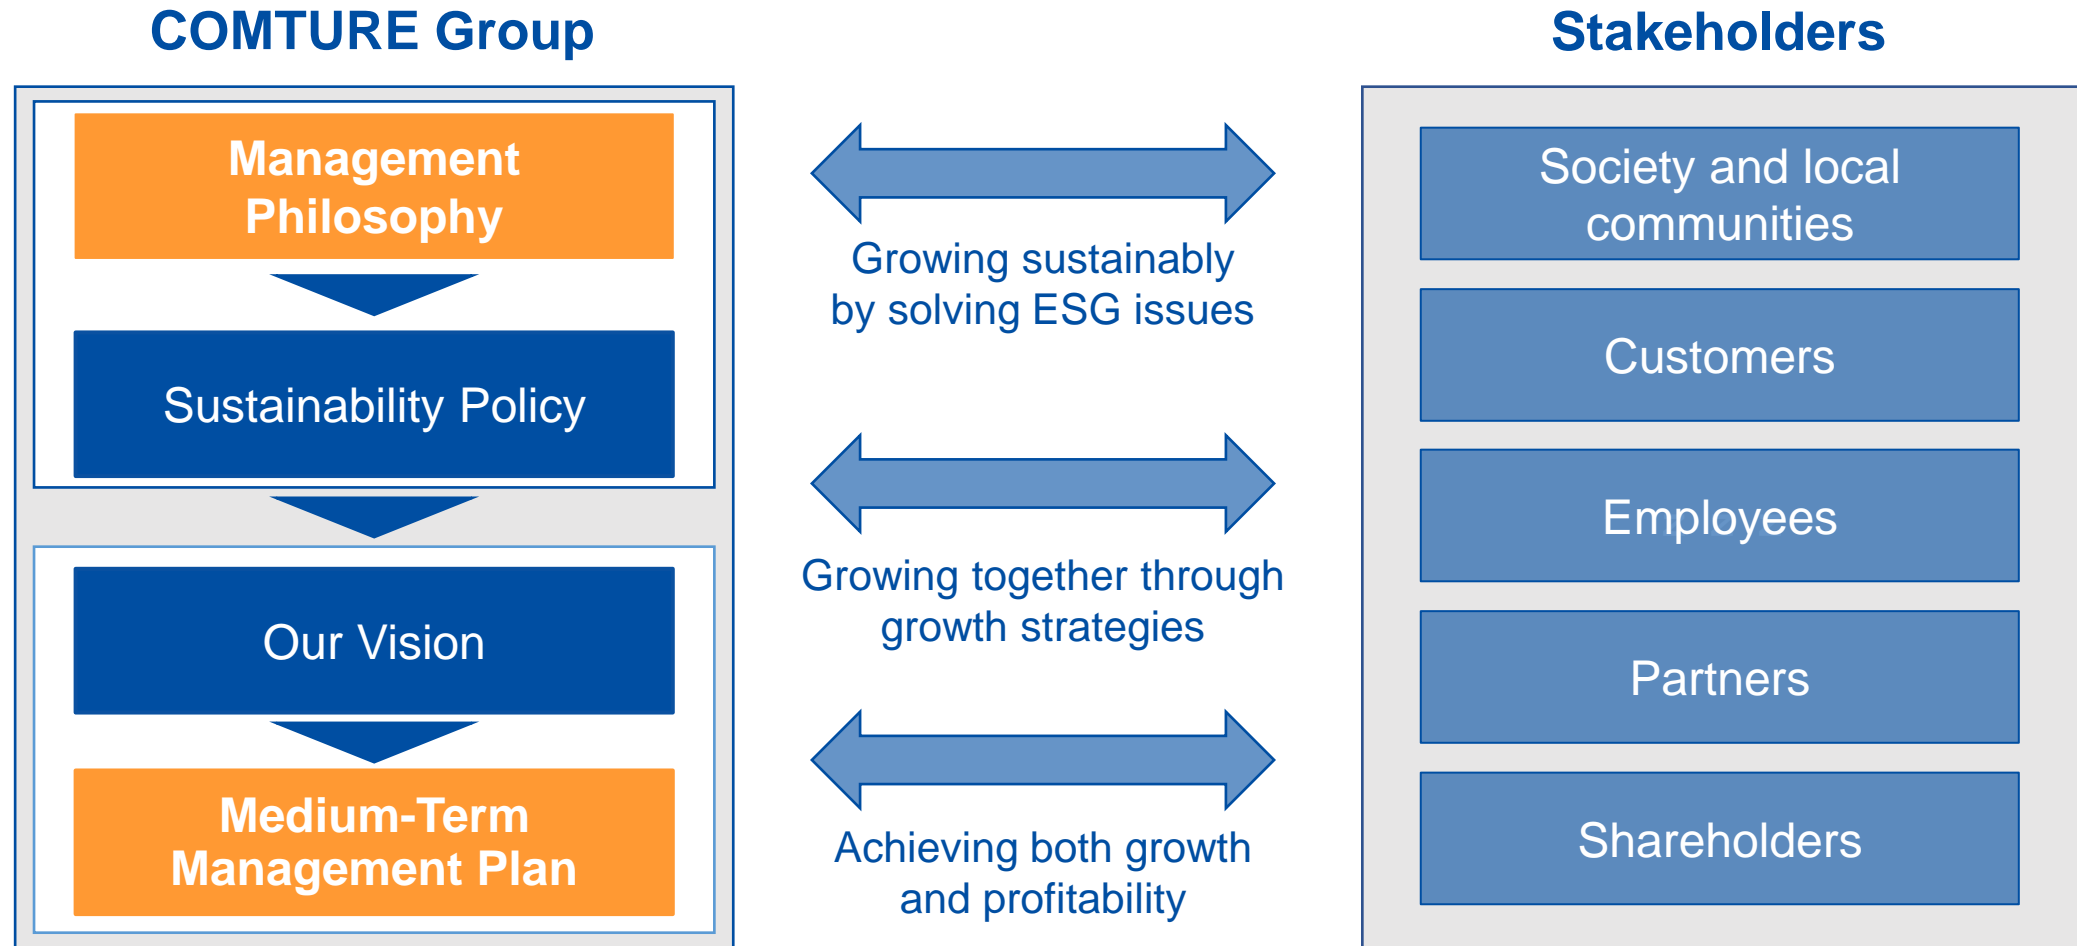 COMTURE Group
Management
Philosophy
Sustainability Policy
Our Vision
Medium-Term
Management Plan
Growing sustainably
by solving ESG issues
Growing together through
growth strategies
Achieving both growth
and profitability
Stakeholders
Society and local
communities
Customers
Employees
Partners
Shareholders